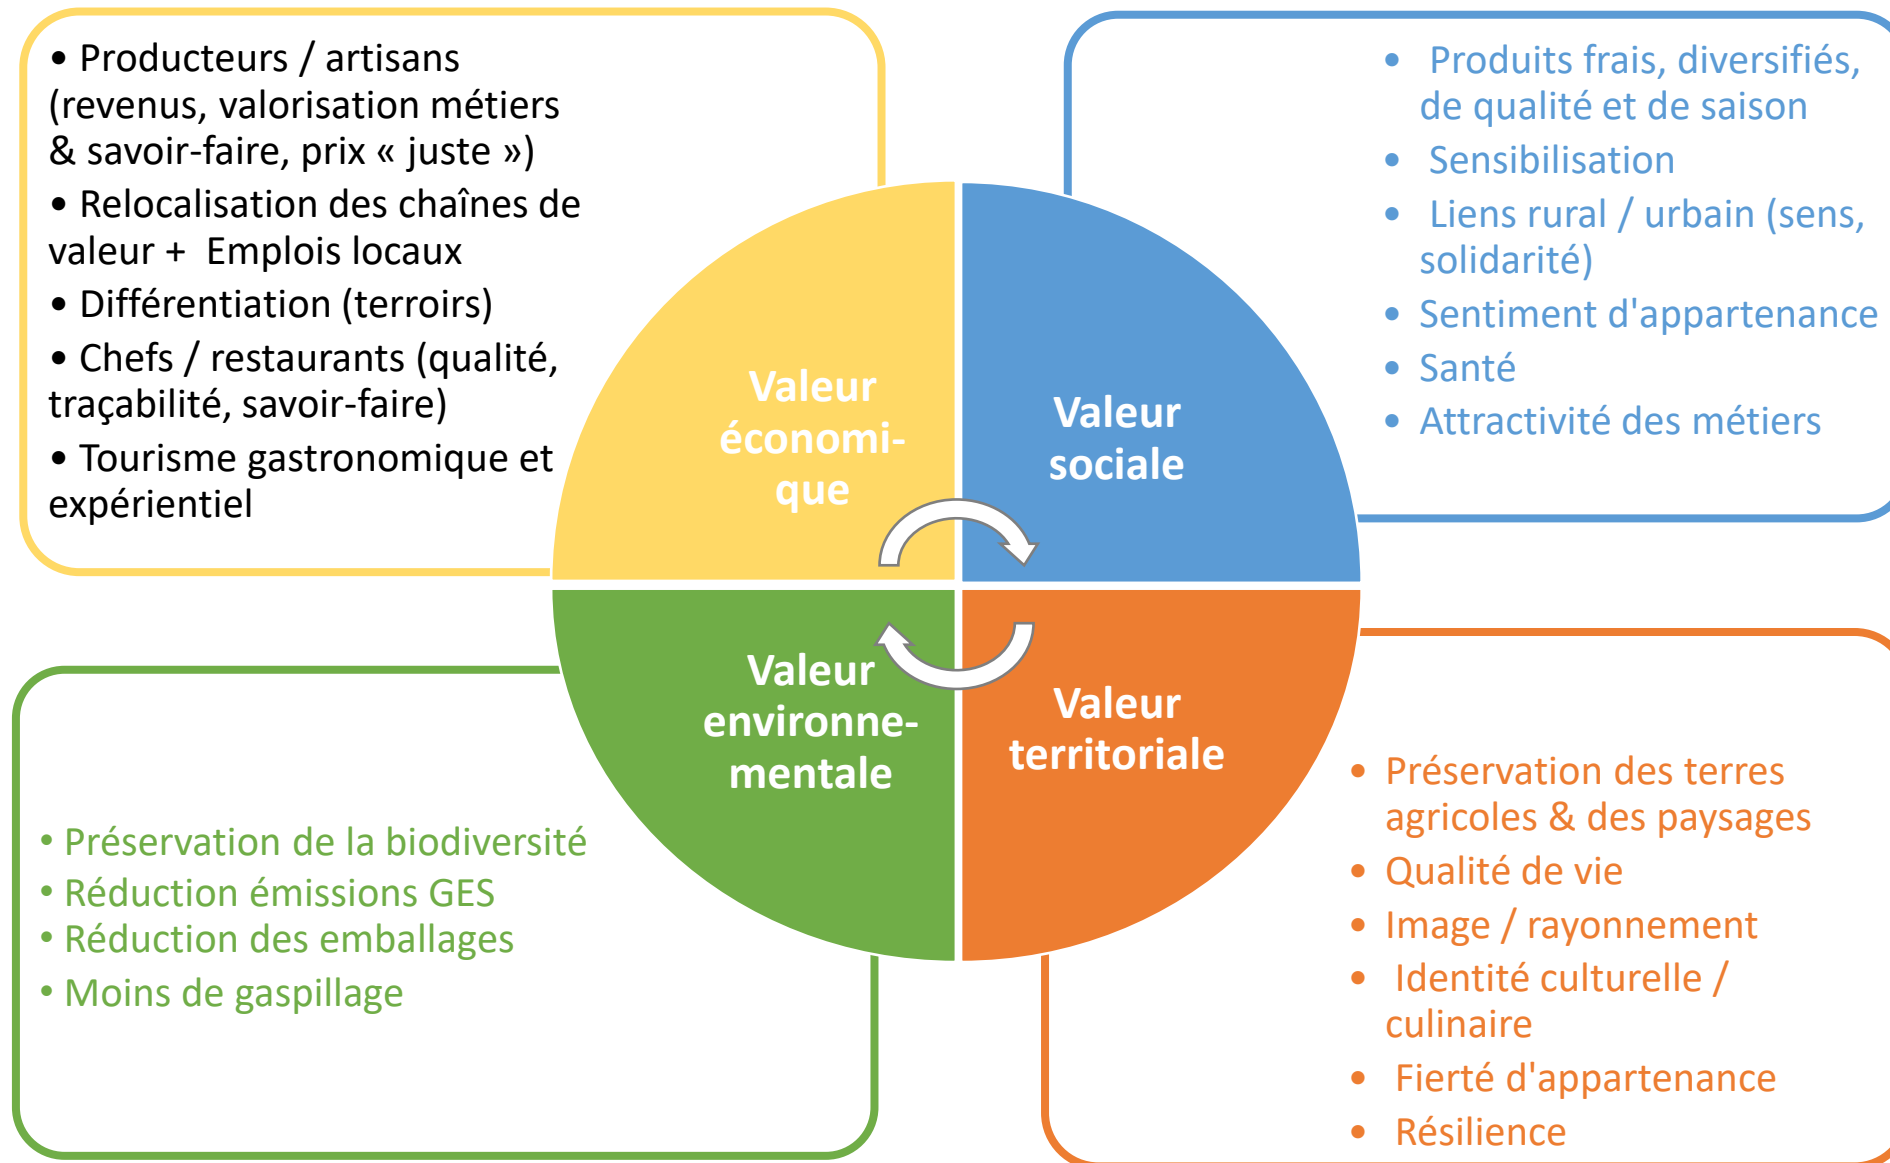 • Producteurs / artisans
(revenus, valorisation métiers
& savoir-faire, prix « juste »)
• Relocalisation des chaînes de
valeur + Emplois locaux
• Différentiation (terroirs)
• Chefs / restaurants (qualité,
traçabilité, savoir-faire)
• Tourisme gastronomique et
expérientiel
• Produits frais, diversifiés,
de qualité et de saison
• Sensibilisation
• Liens rural / urbain (sens,
solidarité)
• Sentiment d'appartenance
• Santé
• Attractivité des métiers
Valeur
économi-
que
Valeur
sociale
Valeur
environne-
mentale
Valeur
territoriale
• Préservation de la biodiversité
• Réduction émissions GES
• Réduction des emballages
• Moins de gaspillage
• Préservation des terres
agricoles & des paysages
• Qualité de vie
• Image / rayonnement
• Identité culturelle /
culinaire
• Fierté d'appartenance
• Résilience